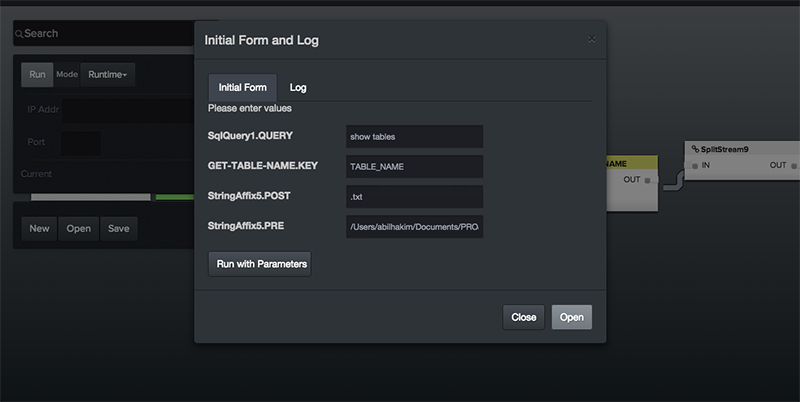 Search
Run Mode Runtime
IP Addr
Port
Current
New Open Save
Initial Form and Log
×
Initial Form Log
Please enter values
SqlQuery1.QUERY show tables
GET-TABLE-NAME.KEY TABLE_NAME
StringAffix5.POST .txt
StringAffix5.PRE /Users/abilhakim/Documents/PRO
Run with Parameters
Close Open
NAME
OUT
SplitStream9
IN OUT